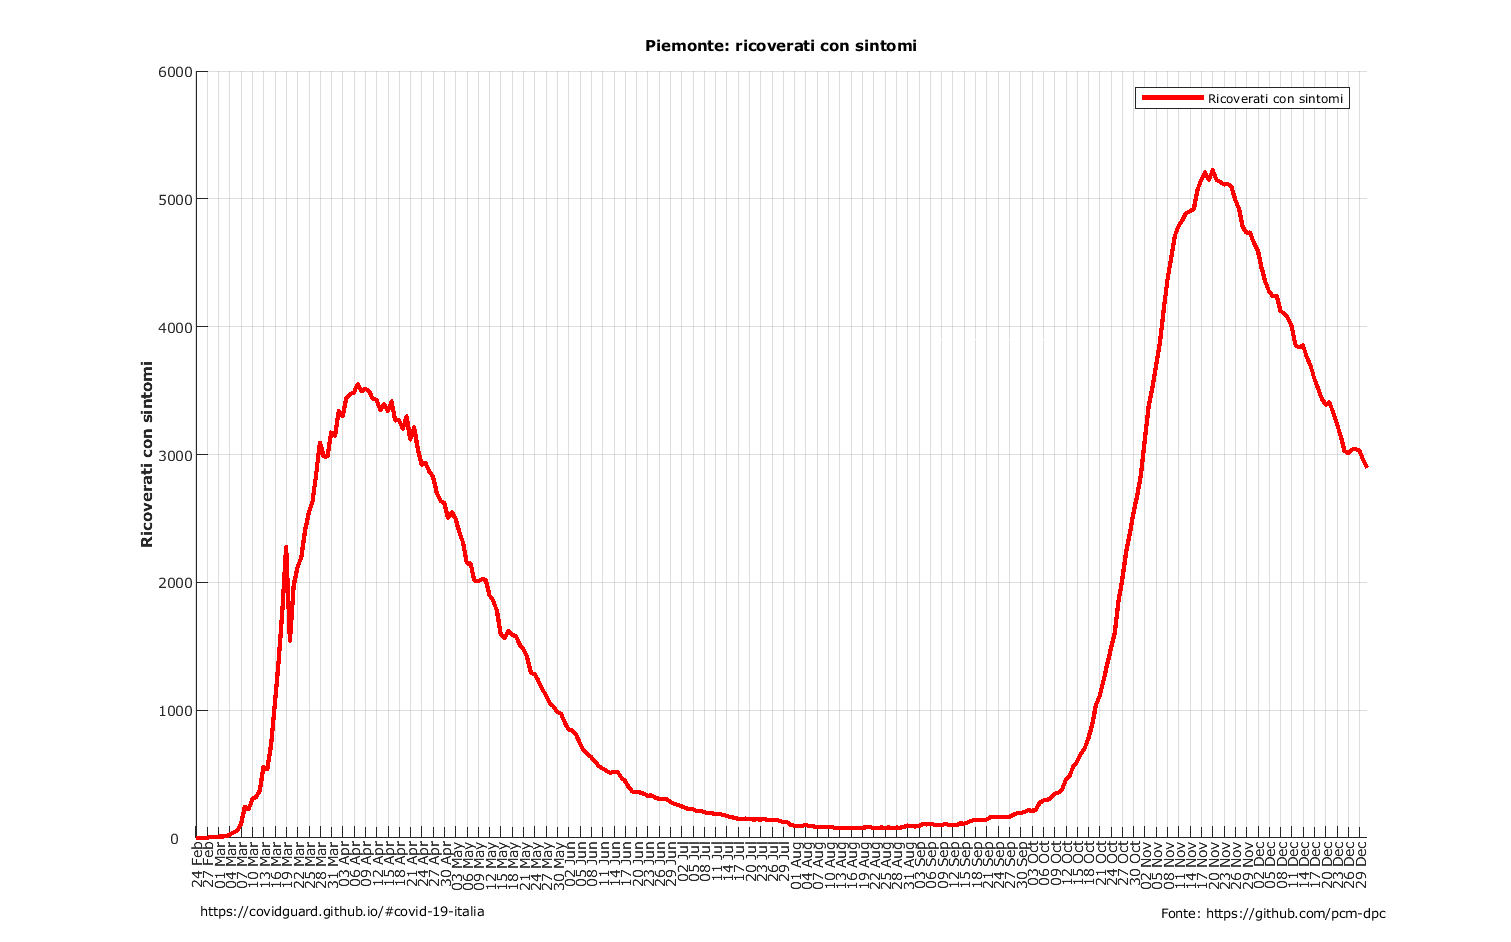 Piemonte: ricoverati con sintomi
Ricoverati con sintomi
Ricoverati con sintomi
6000
5000
4000
3000
2000
1000
0
24 Feb
27 Feb
01 Mar
04 Mar
07 Mar
10 Mar
13 Mar
16 Mar
19 Mar
22 Mar
25 Mar
28 Mar
31 Mar
03 Apr
06 Apr
09 Apr
12 Apr
15 Apr
18 Apr
21 Apr
24 Apr
27 Apr
30 Apr
03 May
06 May
09 May
12 May
15 May
18 May
21 May
24 May
27 May
30 May
02 Jun
05 Jun
08 Jun
11 Jun
14 Jun
17 Jun
20 Jun
23 Jun
26 Jun
29 Jun
02 Jul
05 Jul
08 Jul
11 Jul
14 Jul
17 Jul
20 Jul
23 Jul
26 Jul
29 Jul
01 Aug
04 Aug
07 Aug
10 Aug
13 Aug
16 Aug
19 Aug
22 Aug
25 Aug
28 Aug
31 Aug
03 Sep
06 Sep
09 Sep
12 Sep
15 Sep
18 Sep
21 Sep
24 Sep
27 Sep
30 Sep
03 Oct
06 Oct
09 Oct
12 Oct
15 Oct
18 Oct
21 Oct
24 Oct
27 Oct
30 Oct
02 Nov
05 Nov
08 Nov
11 Nov
14 Nov
17 Nov
20 Nov
23 Nov
26 Nov
29 Nov
02 Dec
05 Dec
08 Dec
11 Dec
14 Dec
17 Dec
20 Dec
23 Dec
26 Dec
29 Dec
https://covidguard.github.io/#covid-19-italia
Fonte: https://github.com/pcm-dpc